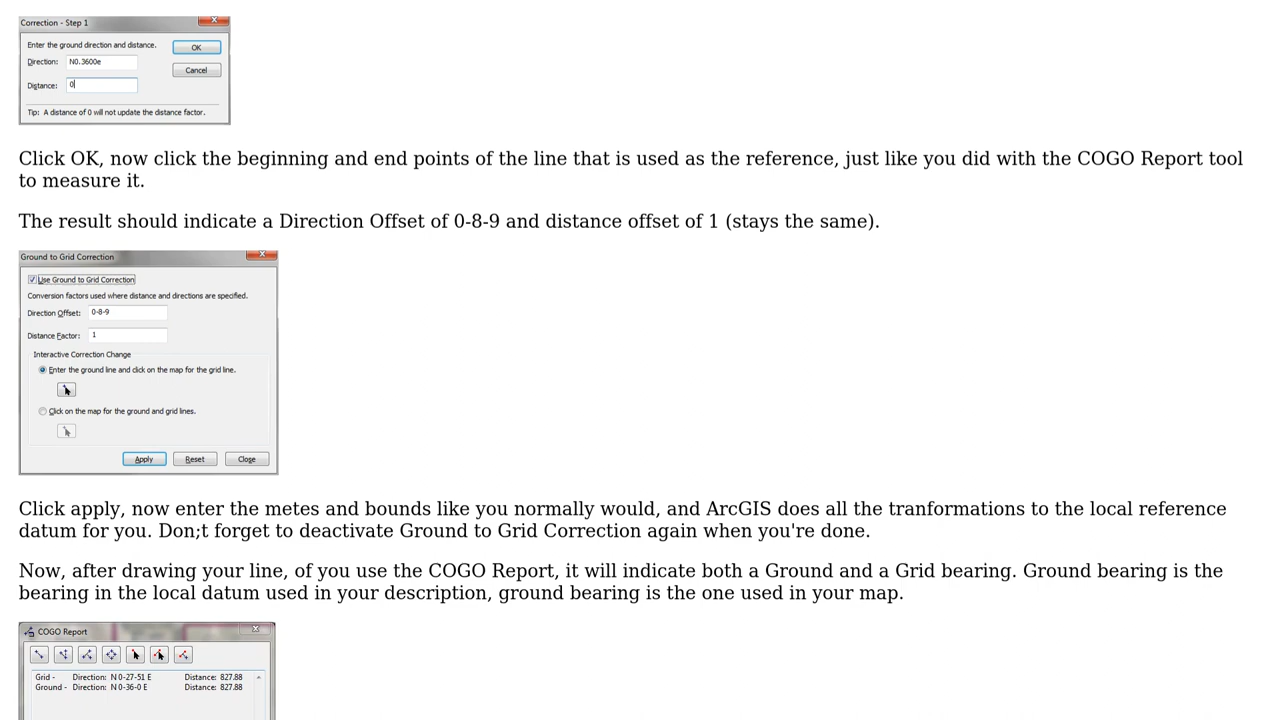 Correction - Step 1
Enter the ground direction and distance.
OK
Direction: N0.3600e
Cancel
Distance: 0
Tip: A distance of 0 will not update the distance factor.
Click OK, now click the beginning and end points of the line that is used as the reference, just like you did with the COGO Report tool
to measure it.
The result should indicate a Direction Offset of 0-8-9 and distance offset of 1 (stays the same).
Ground to Grid Correction
Use Ground to Grid Correction
Conversion factors used where distance and directions are specified.
Direction Offset: 0-8-9
Distance Factor: 1
Interactive Correction Change
Enter the ground line and click on the map for the grid line.
Click on the map for the ground and grid lines.
Apply Reset Close
Click apply, now enter the metes and bounds like you normally would, and ArcGIS does all the tranformations to the local reference
datum for you. Don;t forget to deactivate Ground to Grid Correction again when you're done.
Now, after drawing your line, of you use the COGO Report, it will indicate both a Ground and a Grid bearing. Ground bearing is the
bearing in the local datum used in your description, ground bearing is the one used in your map.
COGO Report
Grid - Direction: N 0-27-51 E Distance: 827.88
Ground - Direction: N 0-36-0 E Distance: 827.88